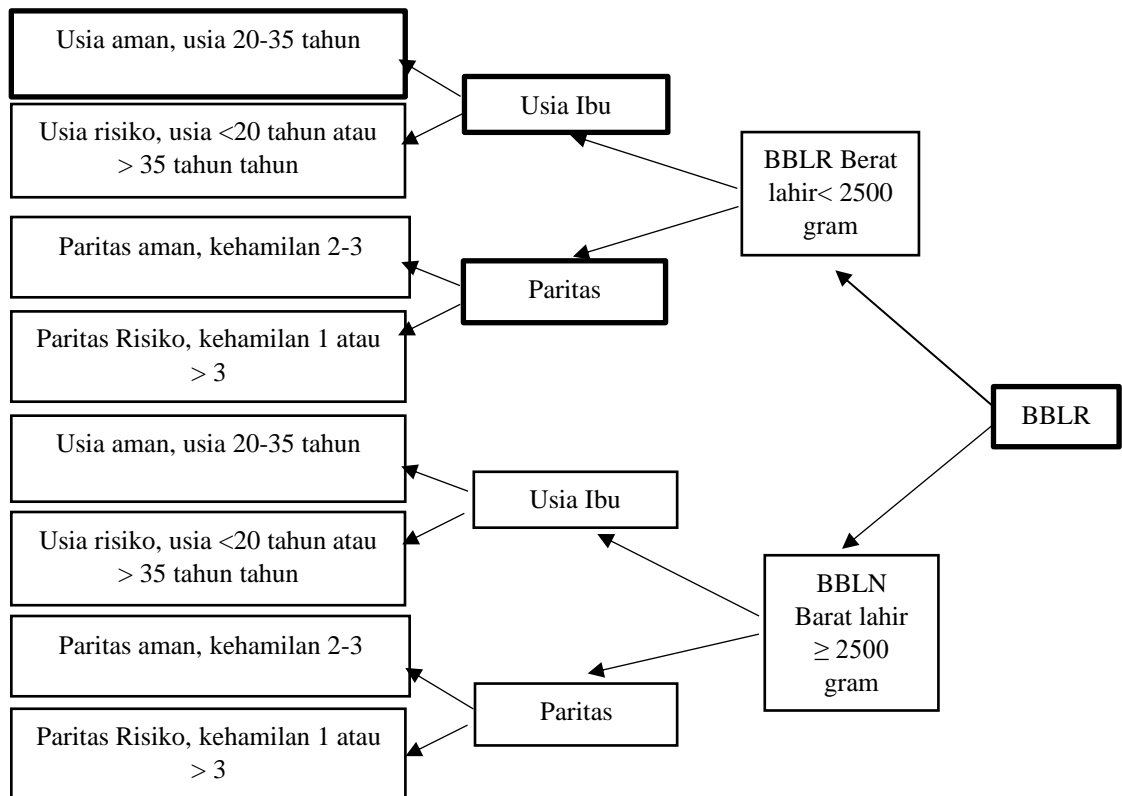 Usia aman, usia 20-35 tahun
Usia risiko, usia <20 tahun atau
> 35 tahun tahun
Paritas aman, kehamilan 2-3
Paritas Risiko, kehamilan 1 atau
> 3
Usia aman, usia 20-35 tahun
Usia risiko, usia <20 tahun atau
> 35 tahun tahun
Paritas aman, kehamilan 2-3
Paritas Risiko, kehamilan 1 atau
> 3
Usia Ibu
Paritas
Usia Ibu
Paritas
BBLR Berat
lahir< 2500
gram
BBLN
Barat lahir
≥ 2500
gram
BBLR